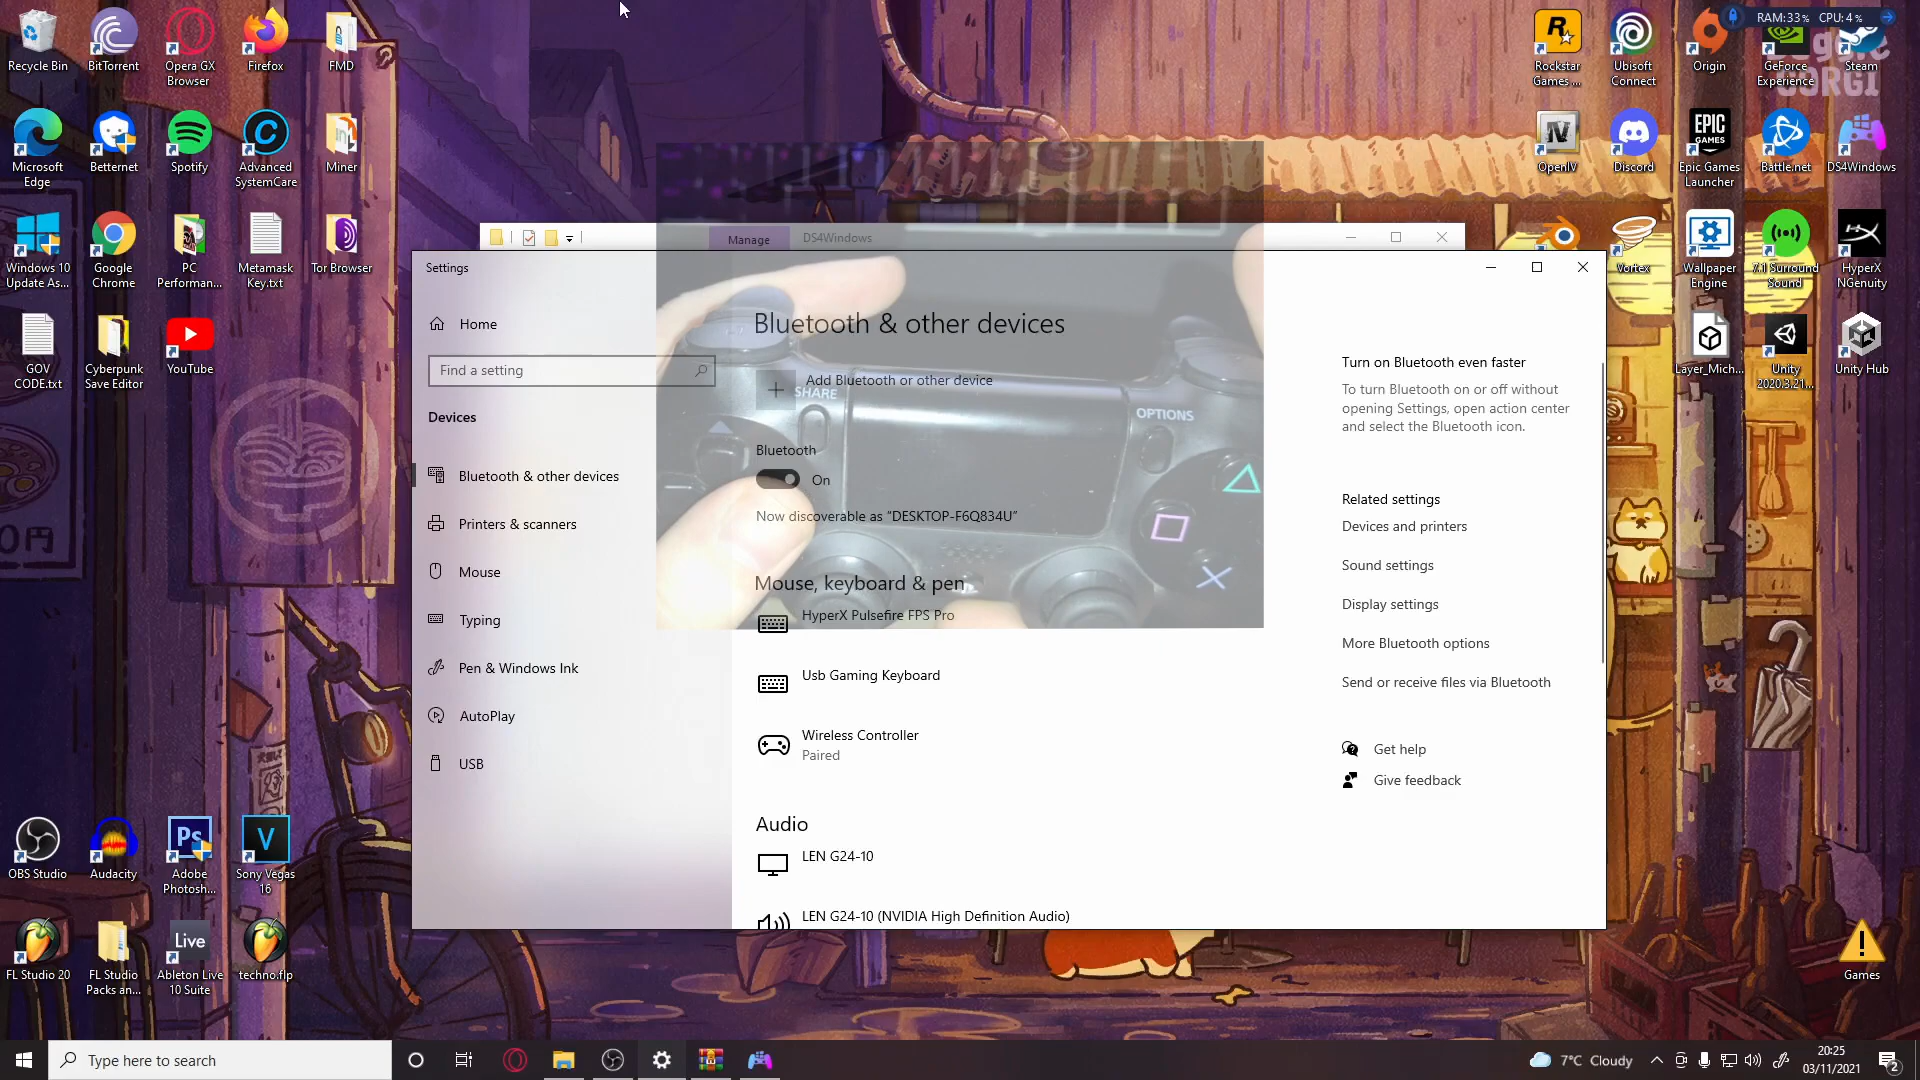 Recycle Bin
BitTorrent
Opera GX
Browser
Firefox
FMD
Microsoft
Edge
Betternet
Spotify
Advanced
SystemCare
Miner
Windows 10
Update As...
Google
Chrome
PC
Performan...
Metamask
Key.txt
Tor Browser
GOV
CODE.txt
Cyberpunk
Save Editor
YouTube
OBS Studio
Audacity
Ps
Adobe
Photosh...
V
Sony Vegas
16
FL Studio 20
FL Studio
Packs an...
Live
Ableton Live
10 Suite
techno.flp
Rockstar
Games ...
Ubisoft
Connect
Origin
GeForce
Experience
Steam
RAM:33% CPU: 4 %
OpenIV
Discord
EPIC
GAMES
Epic Games
Launcher
Battle.net
DS4Windows
Vortex
Wallpaper
Engine
7.1 Surround
Sound
HyperX
NGenuity
Layer_Mich...
Unity
2020.3.21...
Unity Hub
Games
Manage
DS4Windows
Settings
Home
Find a setting
Devices
Bluetooth & other devices
Printers & scanners
Mouse
Typing
Pen & Windows Ink
AutoPlay
USB
Bluetooth & other devices
Add Bluetooth or other device
SHARE
OPTIONS
Bluetooth
On
Now discoverable as “DESKTOP-F6Q834U”
Mouse, keyboard & pen
HyperX Pulsefire FPS Pro
Usb Gaming Keyboard
Wireless Controller
Paired
Audio
LEN G24-10
LEN G24-10 (NVIDIA High Definition Audio)
Turn on Bluetooth even faster
To turn Bluetooth on or off without
opening Settings, open action center
and select the Bluetooth icon.
Related settings
Devices and printers
Sound settings
Display settings
More Bluetooth options
Send or receive files via Bluetooth
Get help
Give feedback
Type here to search
7°C Cloudy
20:25
03/11/2021
2